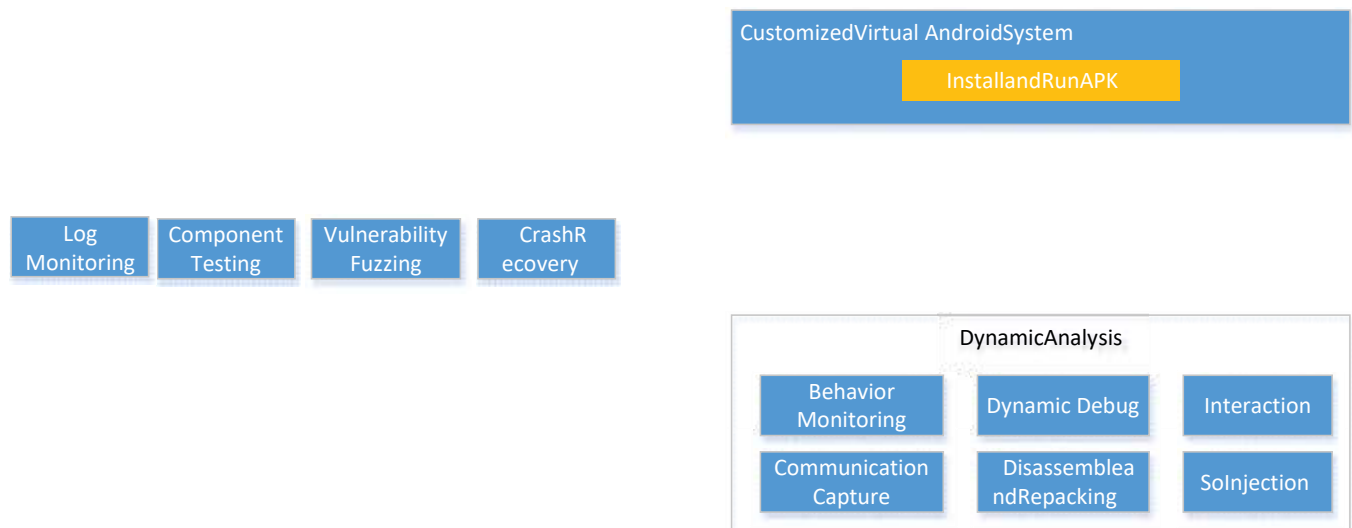 CustomizedVirtual AndroidSystem
InstallandRunAPK
Log
Monitoring
Component
Testing
Vulnerability
Fuzzing
CrashR
ecovery
DynamicAnalysis
Behavior
Monitoring
Dynamic Debug
Interaction
Communication
Capture
Disassemblea
ndRepacking
SoInjection